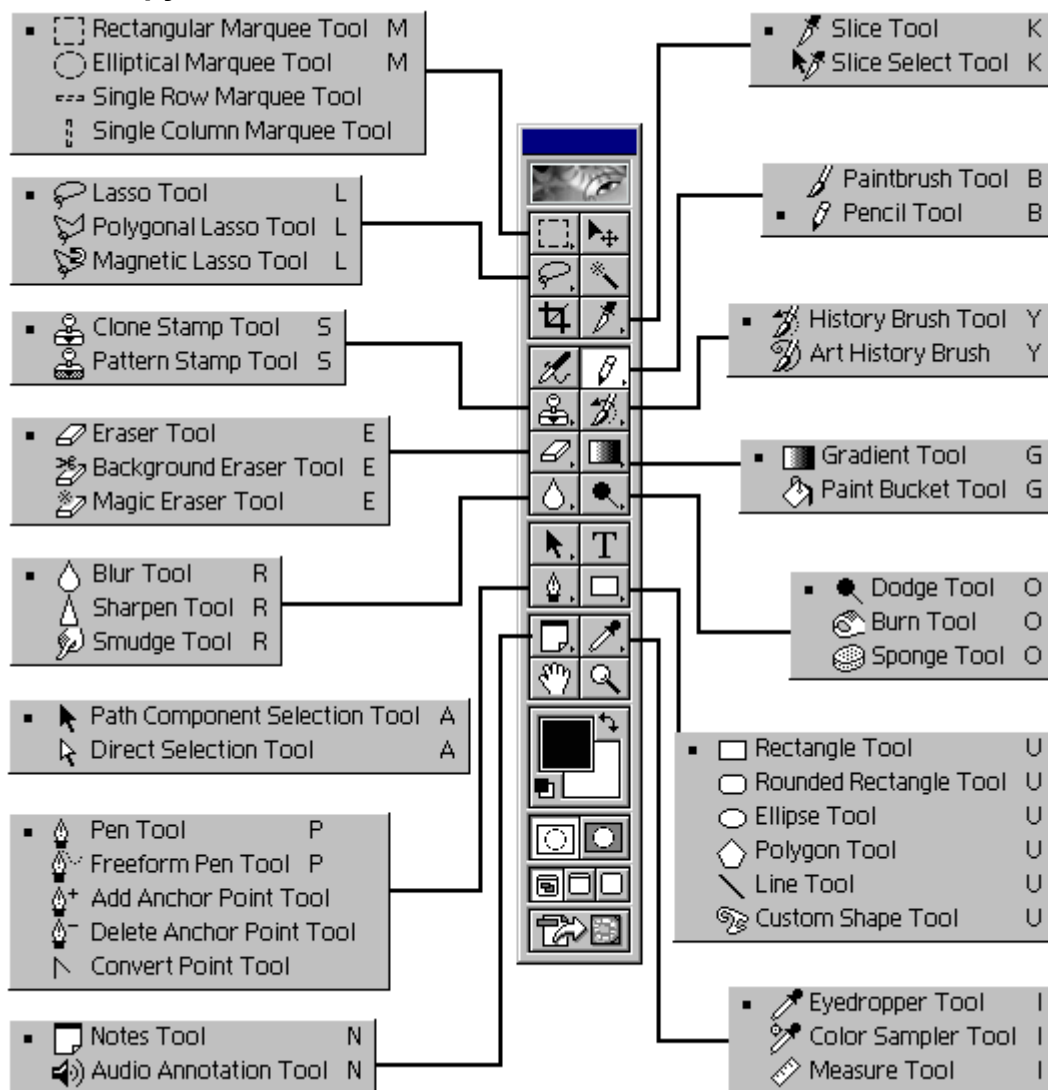 Rectangular Marquee Tool M
Elliptical Marquee Tool M
Single Row Marquee Tool
Single Column Marquee Tool
Lasso Tool L
Polygonal Lasso Tool L
Magnetic Lasso Tool L
Clone Stamp Tool S
Pattern Stamp Tool S
Eraser Tool E
Background Eraser Tool E
Magic Eraser Tool E
Blur Tool R
Sharpen Tool R
Smudge Tool R
Path Component Selection Tool A
Direct Selection Tool A
Pen Tool P
Freeform Pen Tool P
Add Anchor Point Tool
Delete Anchor Point Tool
Convert Point Tool
Notes Tool N
Audio Annotation Tool N
T
Slice Tool K
Slice Select Tool K
Paintbrush Tool B
Pencil Tool B
History Brush Tool Y
Art History Brush Y
Gradient Tool G
Paint Bucket Tool G
Dodge Tool O
Burn Tool O
Sponge Tool O
Rectangle Tool U
Rounded Rectangle Tool U
Ellipse Tool U
Polygon Tool U
Line Tool U
Custom Shape Tool U
Eyedropper Tool I
Color Sampler Tool I
Measure Tool I